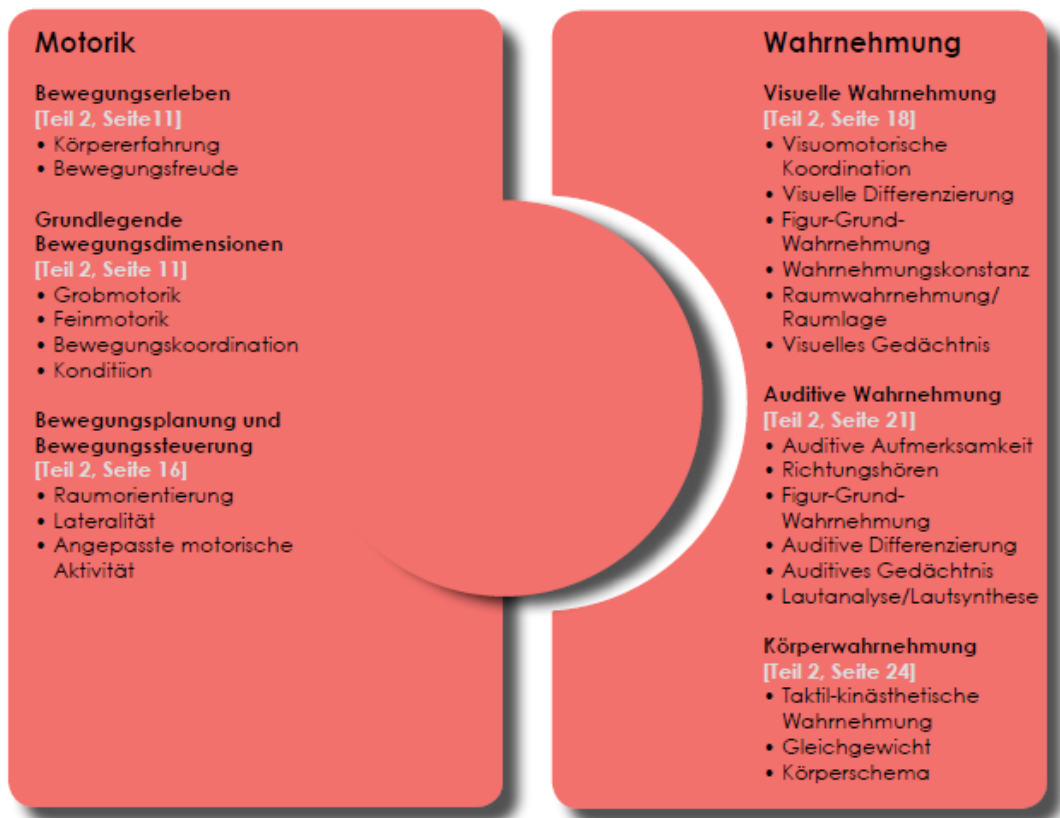 Motorik
Bewegungserleben
[Teil 2, Seite11]
• Körpererfahrung
• Bewegungsfreude
Grundlegende
Bewegungsdimensionen
[Teil 2, Seite 11]
• Grobmotorik
• Feinmotorik
• Bewegungskoordination
• Konditiion
Bewegungsplanung und
Bewegungssteuerung
[Teil 2, Seite 16]
• Raumorientierung
• Lateralität
• Angepasste motorische
Aktivität
Wahrnehmung
Visuelle Wahrnehmung
[Teil 2, Seite 18]
• Visuomotorische
Koordination
• Visuelle Differenzierung
• Figur-Grund-
Wahrnehmung
• Wahrnehmungskonstanz
• Raumwahrnehmung/
Raumlage
• Visuelles Gedächtnis
Auditive Wahrnehmung
[Teil 2, Seite 21]
• Auditive Aufmerksamkeit
• Richtungshören
• Figur-Grund-
Wahrnehmung
• Auditive Differenzierung
• Auditives Gedächtnis
• Lautanalyse/Lautsynthese
Körperwahrnehmung
[Teil 2, Seite 24]
• Taktil-kinästhetische
Wahrnehmung
• Gleichgewicht
• Körperschema